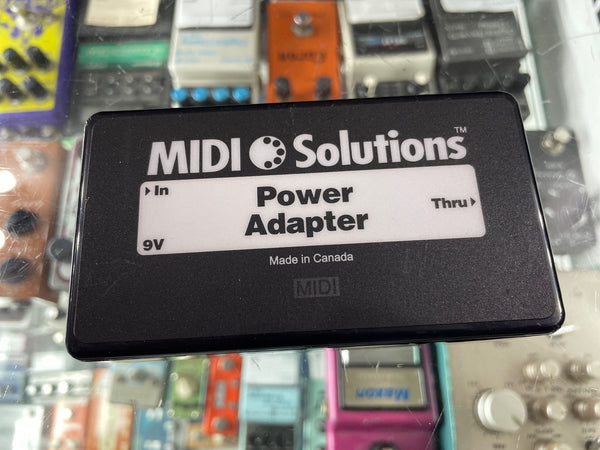 MIDI Solutions™
In
Power
Adapter
Thru
9V
Made in Canada
MIDI
Maxon